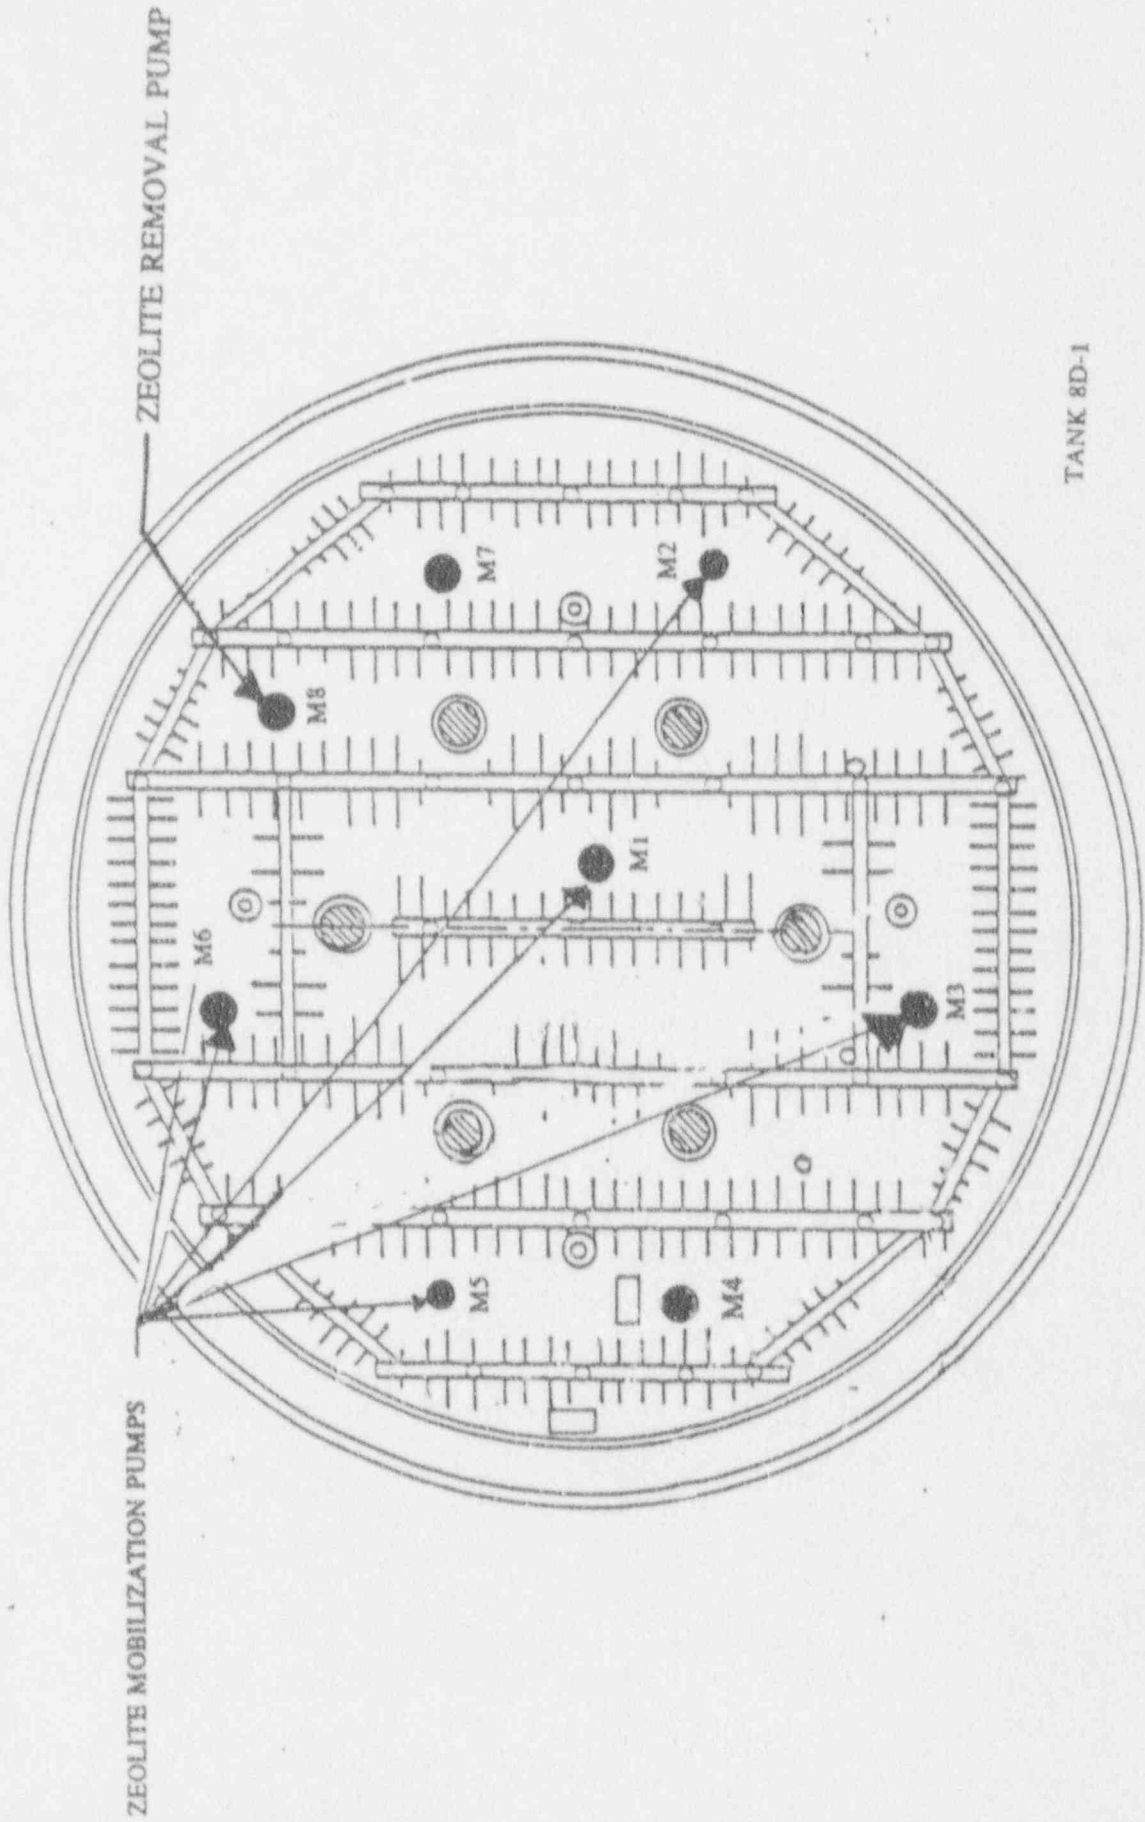 ZEOLITE MOBILIZATION PUMPS
ZEOLITE REMOVAL PUMP
M6
M8
M5
M7
M1
M4
M2
M3
TANK 8D-1